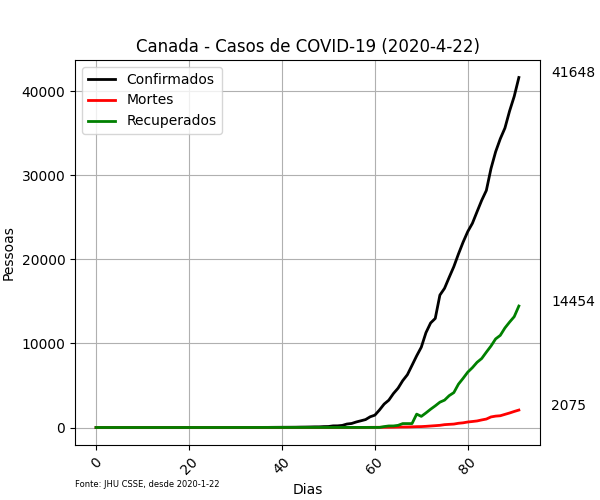 Canada - Casos de COVID-19 (2020-4-22)
Confirmados
Mortes
Recuperados
41648
14454
2075
40000
30000
20000
10000
0
Pessoas
0
20
40
60
80
Dias
Fonte: JHU CSSE, desde 2020-1-22